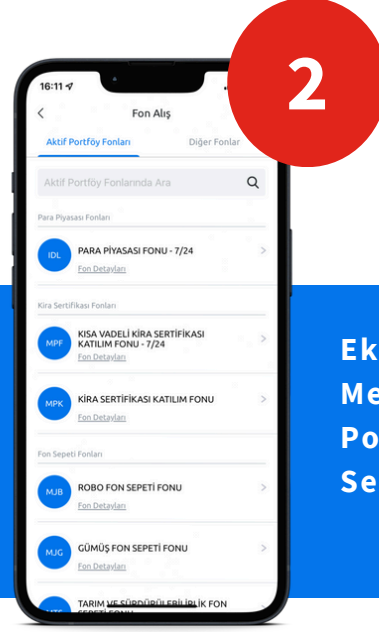 2
16:11
Fon Alış
Aktif Portföy Fonları
Diğer Fonlar
Aktif Portföy Fonlarında Ara
Para Piyasası Fonları
IDL
PARA PİYASASI FONU - 7/24
Fon Detayları
Kira Sertifikası Fonları
MPF
KISA VADELİ KİRA SERTİFİKASI
KATILIM FONU - 7/24
Fon Detayları
MPK
KİRA SERTİFİKASI KATILIM FONU
Fon Detayları
Fon Sepeti Fonları
MJB
ROBO FON SEPETİ FONU
Fon Detayları
MJG
GÜMÜŞ FON SEPETİ FONU
Fon Detayları
TARIM VE SÜRDÜRÜLEBİLİRLİK FON
SEPETİ FONU
Ek
Me
Po
Se